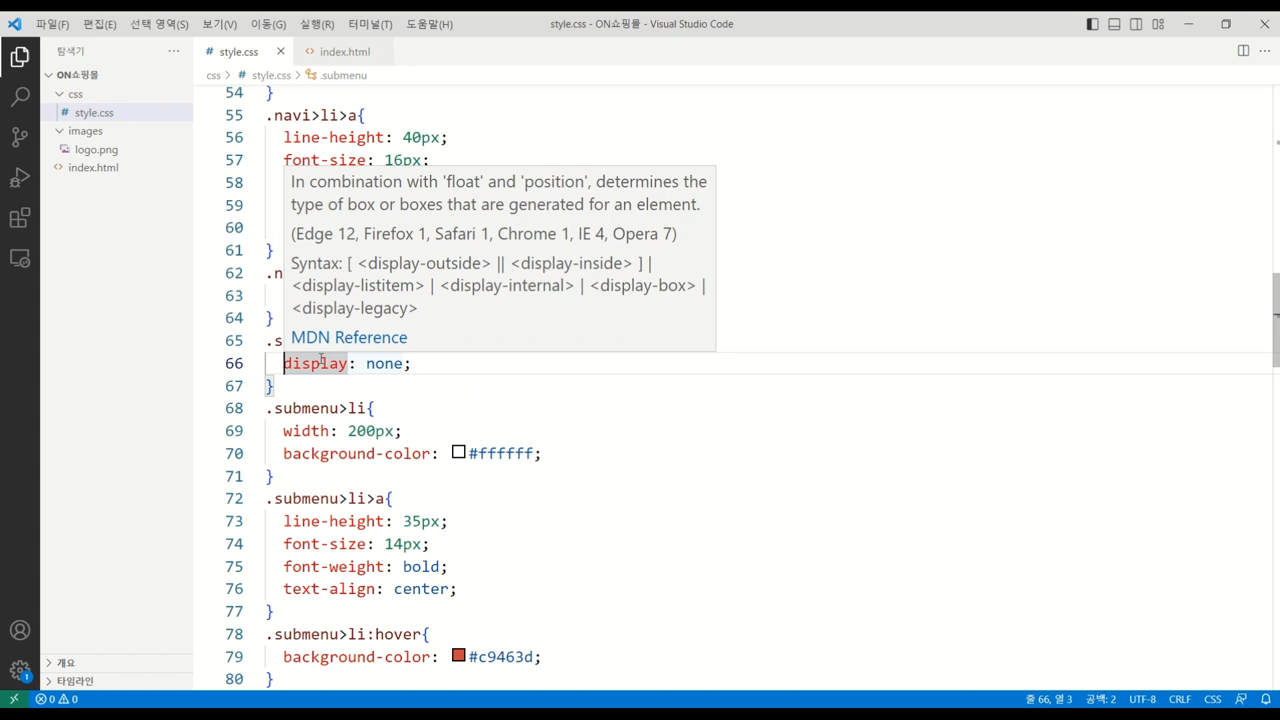 파일(F) 편집(E) 선택 영역(S) 보기(V) 이동(G) 실행(R) 터미널(T) 도움말(H) style.css - ON쇼핑몰 - Visual Studio Code
탐색기
style.css
index.html
css > style.css > .submenu
ON쇼핑몰
css
style.css
images
logo.png
index.html
개요
타임라인
54 }
55 .navi>li>a{
56 line-height: 40px;
57 font-size: 16px;
58
59
60
61 }
62 .n
63
64 }
65 .s
In combination with 'float' and 'position', determines the
type of box or boxes that are generated for an element.
(Edge 12, Firefox 1, Safari 1, Chrome 1, IE 4, Opera 7)
Syntax: [ <display-outside> || <display-inside> ] |
<display-listitem> | <display-internal> | <display-box> |
<display-legacy>
MDN Reference
66 display: none;
67 }
68 .submenu>li{
69 width: 200px;
70 background-color: #ffffff;
71 }
72 .submenu>li>a{
73 line-height: 35px;
74 font-size: 14px;
75 font-weight: bold;
76 text-align: center;
77 }
78 .submenu>li:hover{
79 background-color: #c9463d;
80 }
1
0 0 줄 66, 열 3 공백: 2 UTF-8 CRLF CSS